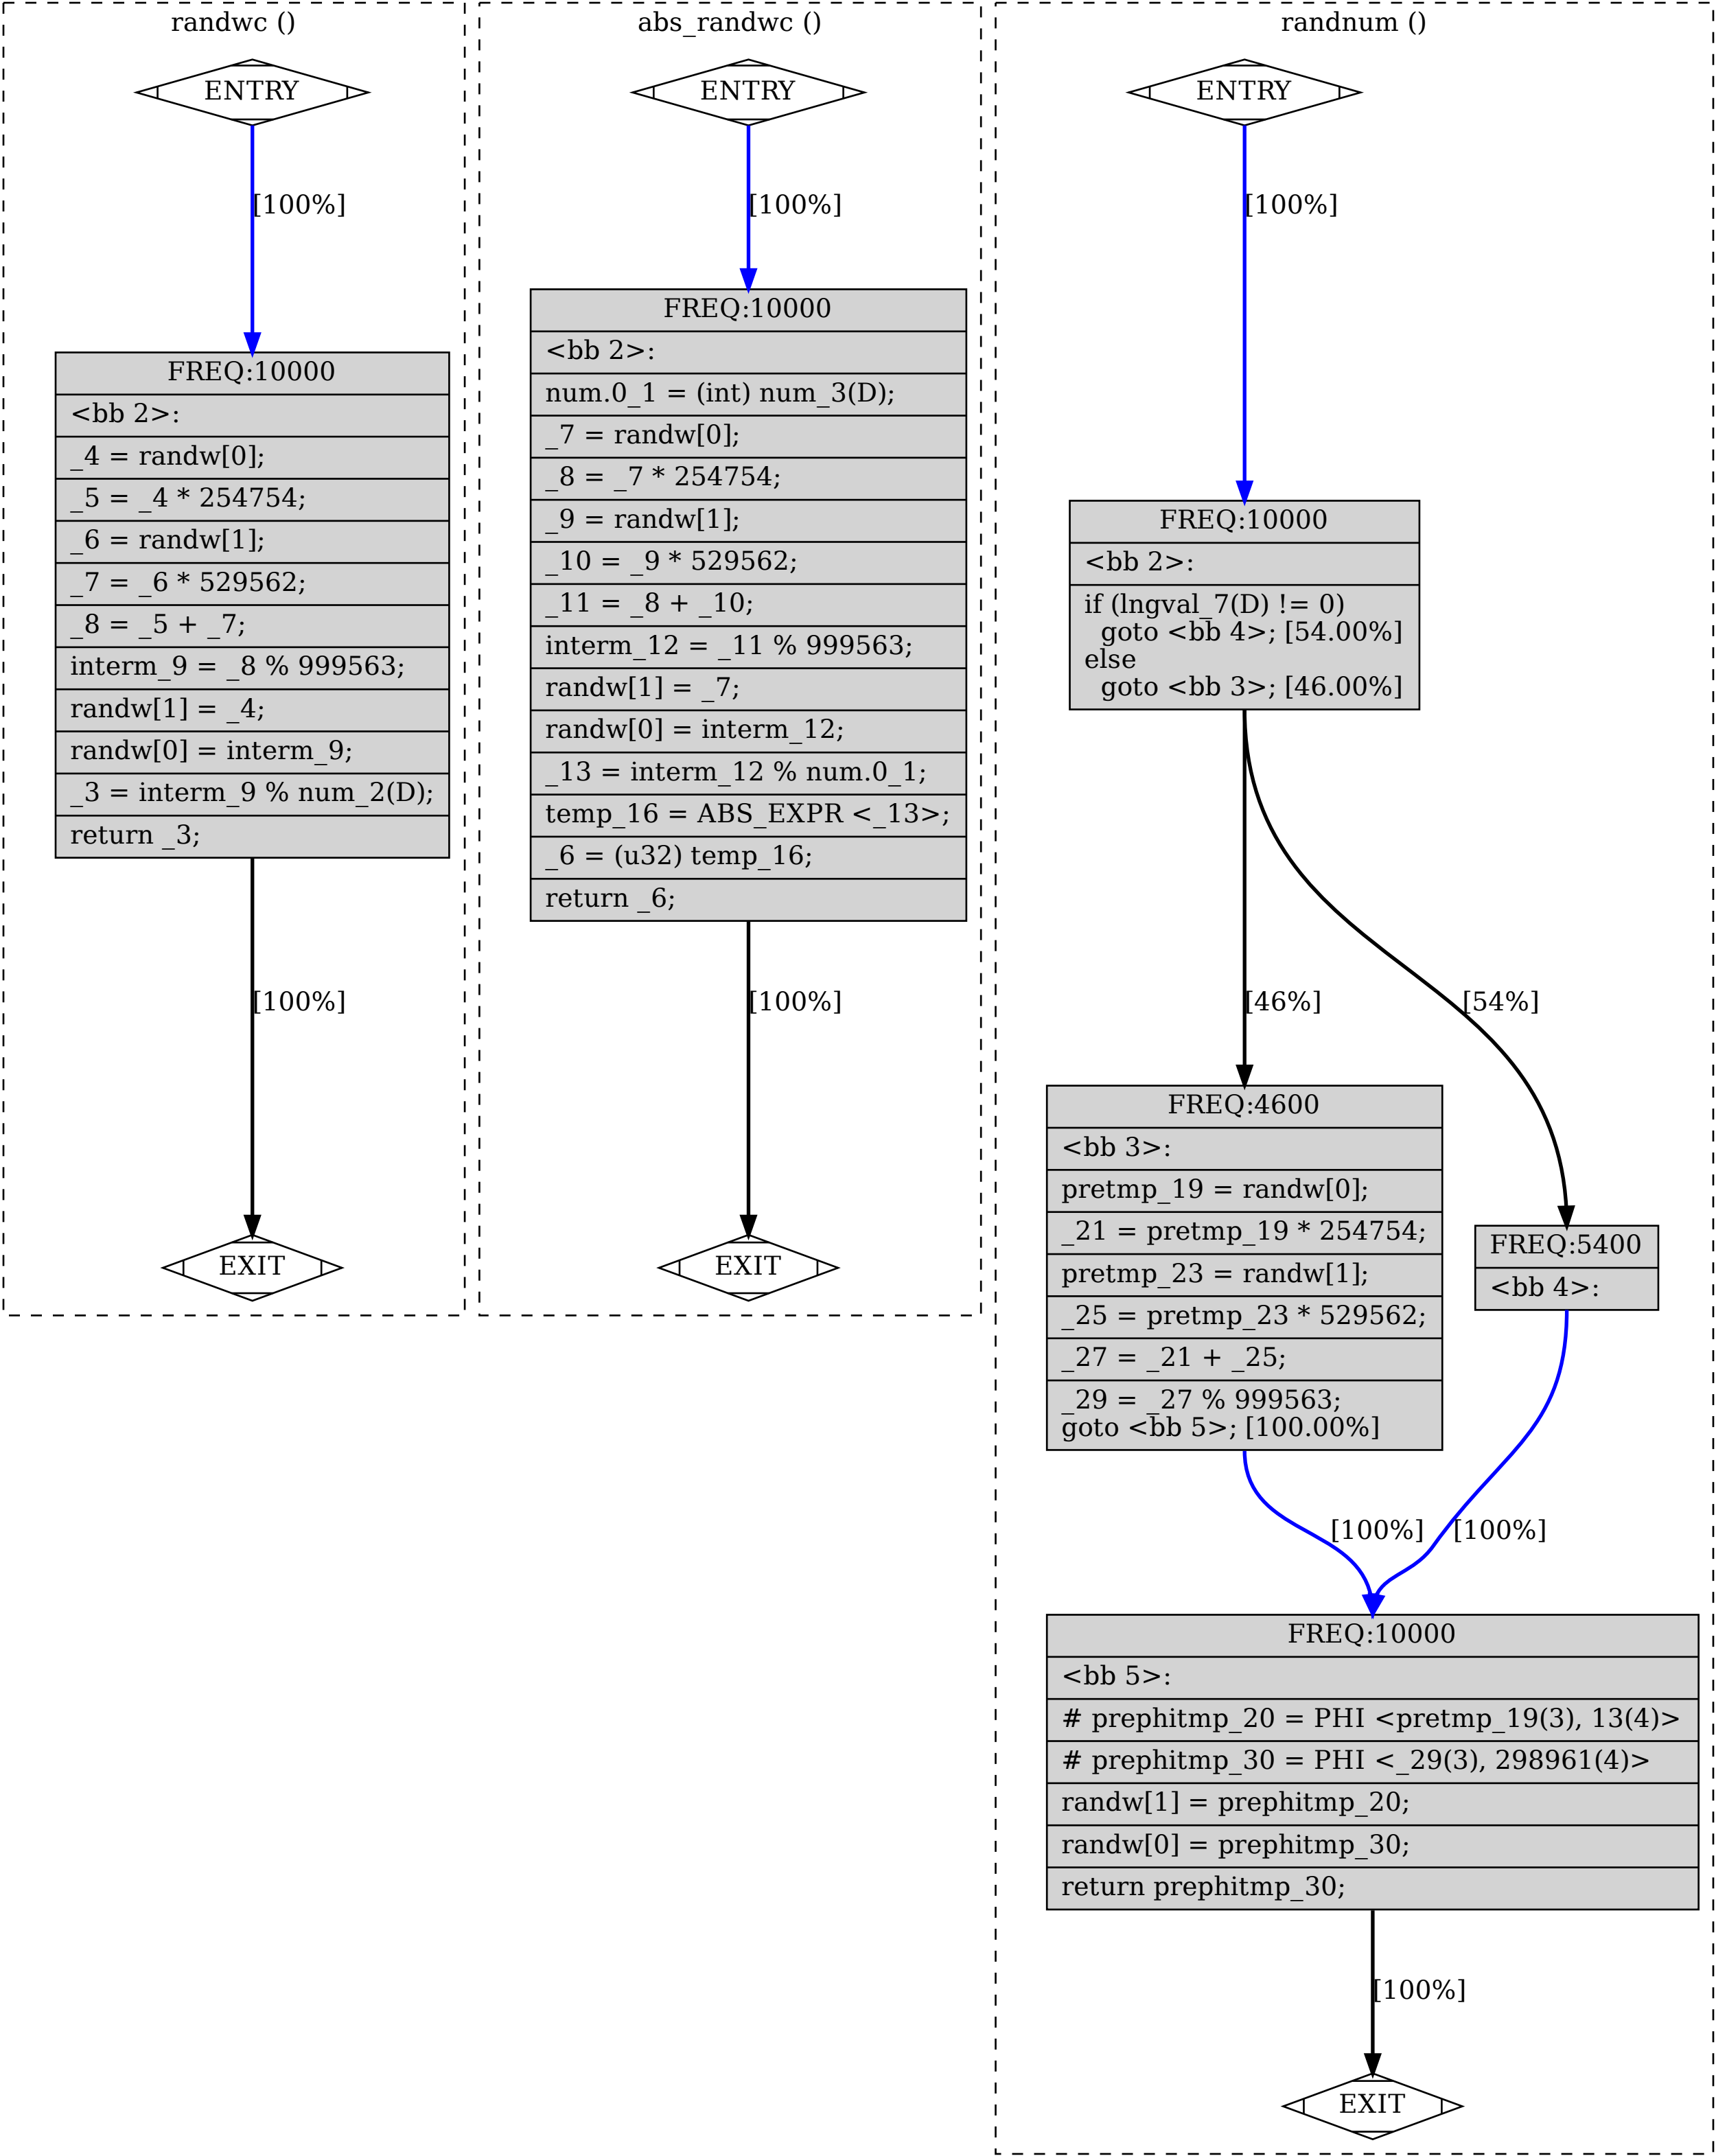 randwc ()
ENTRY
[100%]
FREQ:10000
<bb 2>:
_4 = randw[0];
_5 = _4 * 254754;
_6 = randw[1];
_7 = _6 * 529562;
_8 = _5 + _7;
interm_9 = _8 % 999563;
randw[1] = _4;
randw[0] = interm_9;
_3 = interm_9 % num_2(D);
return _3;
[100%]
EXIT
abs_randwc ()
ENTRY
[100%]
FREQ:10000
<bb 2>:
num.0_1 = (int) num_3(D);
_7 = randw[0];
_8 = _7 * 254754;
_9 = randw[1];
_10 = _9 * 529562;
_11 = _8 + _10;
interm_12 = _11 % 999563;
randw[1] = _7;
randw[0] = interm_12;
_13 = interm_12 % num.0_1;
temp_16 = ABS_EXPR <_13>;
_6 = (u32) temp_16;
return _6;
[100%]
EXIT
randnum ()
ENTRY
[100%]
FREQ:10000
<bb 2>:
if (lngval_7(D) != 0)
goto <bb 4>; [54.00%]
else
goto <bb 3>; [46.00%]
[46%]
[54%]
FREQ:4600
<bb 3>:
pretmp_19 = randw[0];
_21 = pretmp_19 * 254754;
pretmp_23 = randw[1];
_25 = pretmp_23 * 529562;
_27 = _21 + _25;
_29 = _27 % 999563;
goto <bb 5>; [100.00%]
FREQ:5400
<bb 4>:
[100%]
[100%]
FREQ:10000
<bb 5>:
# prephitmp_20 = PHI <pretmp_19(3), 13(4)>
# prephitmp_30 = PHI <_29(3), 298961(4)>
randw[1] = prephitmp_20;
randw[0] = prephitmp_30;
return prephitmp_30;
[100%]
EXIT